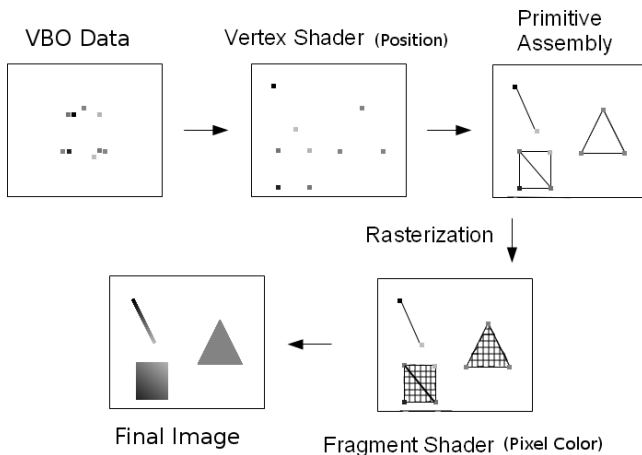 VBO Data
Vertex Shader (Position)
Primitive
Assembly
Rasterization
Final Image
Fragment Shader (Pixel Color)